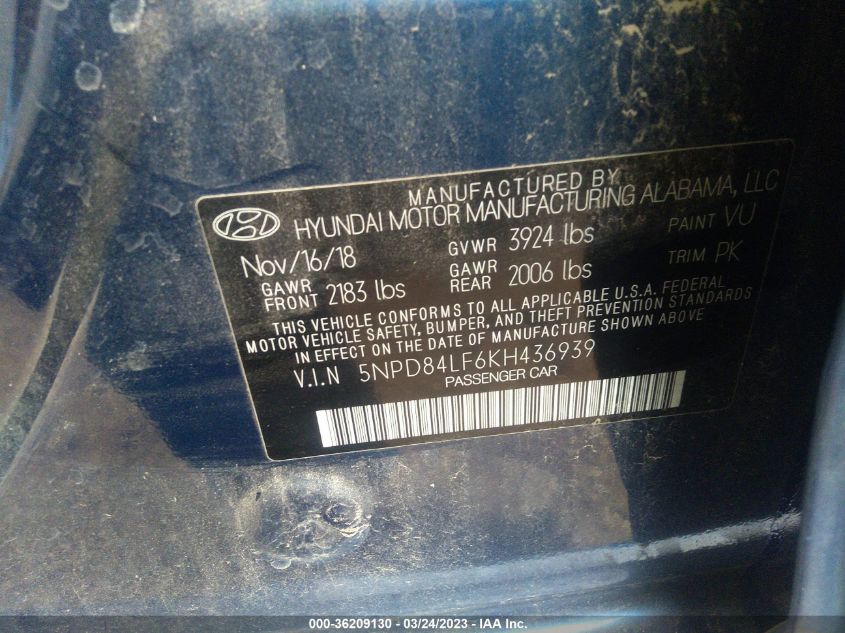 MANUFACTURED BY
HYUNDAI MOTOR MANUFACTURING ALABAMA, LLC
Nov/16/18 GVWR 3924 lbs PAINT VU
GAWR FRONT 2183 lbs GAWR REAR 2006 lbs TRIM PK
THIS VEHICLE CONFORMS TO ALL APPLICABLE U.S.A. FEDERAL
MOTOR VEHICLE SAFETY, BUMPER, AND THEFT PREVENTION STANDARDS
IN EFFECT ON THE DATE OF MANUFACTURE SHOWN ABOVE
V.I.N 5NPD84LF6KH436939
PASSENGER CAR
000-36209130 - 03/24/2023 - IAA Inc.